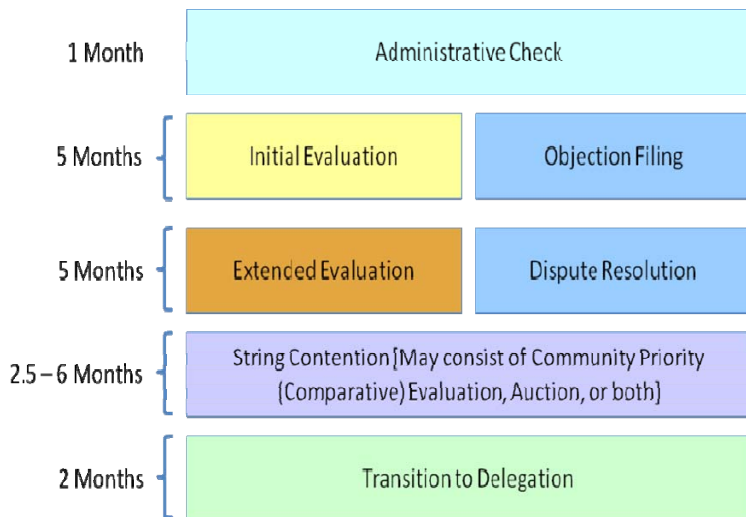 1 Month
Administrative Check
5 Months
Initial Evaluation
Objection Filing
5 Months
Extended Evaluation
Dispute Resolution
2.5 – 6 Months
String Contention [May consist of Community Priority
(Comparative) Evaluation, Auction, or both]
2 Months
Transition to Delegation